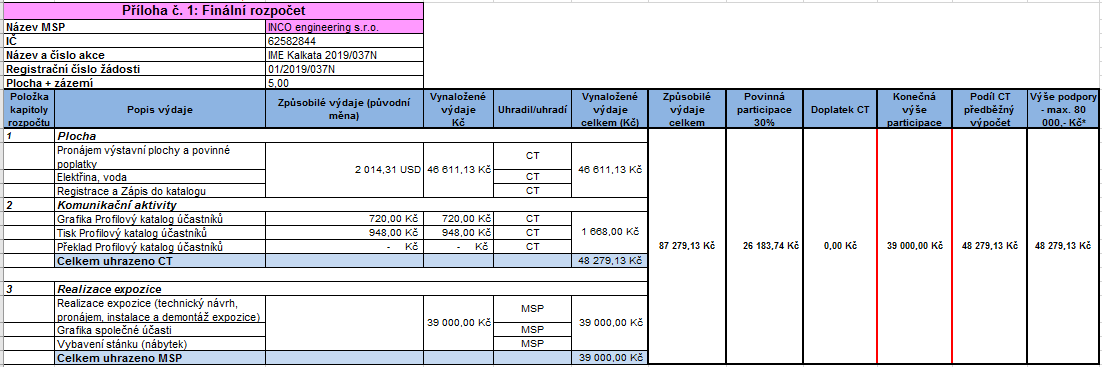 Příloha č. 1: Finální rozpočet
Název MSP INCO engineering s.r.o.
IČ 62582844
Název a číslo akce IME Kalkata 2019/037N
Registrační číslo žádosti 01/2019/037N
Plocha + zázemí 5,00
Položka kapitoly rozpočtu Popis výdaje Způsobilé výdaje (původní měna) Vynaložené výdaje Kč Uhradil/uhradí Vynaložené výdaje celkem (Kč) Způsobilé výdaje celkem Povinná participace 30% Doplatek CT Konečná výše participace Podíl CT předběžný výpočet Výše podpory - max. 80 000,- Kč*
1 Plocha
Pronájem výstavní plochy a povinné poplatky 2 014,31 USD 46 611,13 Kč CT 46 611,13 Kč
Elektřina, voda CT
Registrace a Zápis do katalogu CT
2 Komunikační aktivity
Grafika Profilový katalog účastníků 720,00 Kč 720,00 Kč CT 1 668,00 Kč
Tisk Profilový katalog účastníků 948,00 Kč 948,00 Kč CT
Překlad Profilový katalog účastníků - Kč - Kč CT
87 279,13 Kč 26 183,74 Kč 0,00 Kč 39 000,00 Kč 48 279,13 Kč 48 279,13 Kč
Celkem uhrazeno CT 48 279,13 Kč
3 Realizace expozice
Realizace expozice (technický návrh, pronájem, instalace a demontáž expozice) 39 000,00 Kč MSP 39 000,00 Kč
Grafika společné účasti MSP
Vybavení stánku (nábytek) MSP
Celkem uhrazeno MSP 39 000,00 Kč